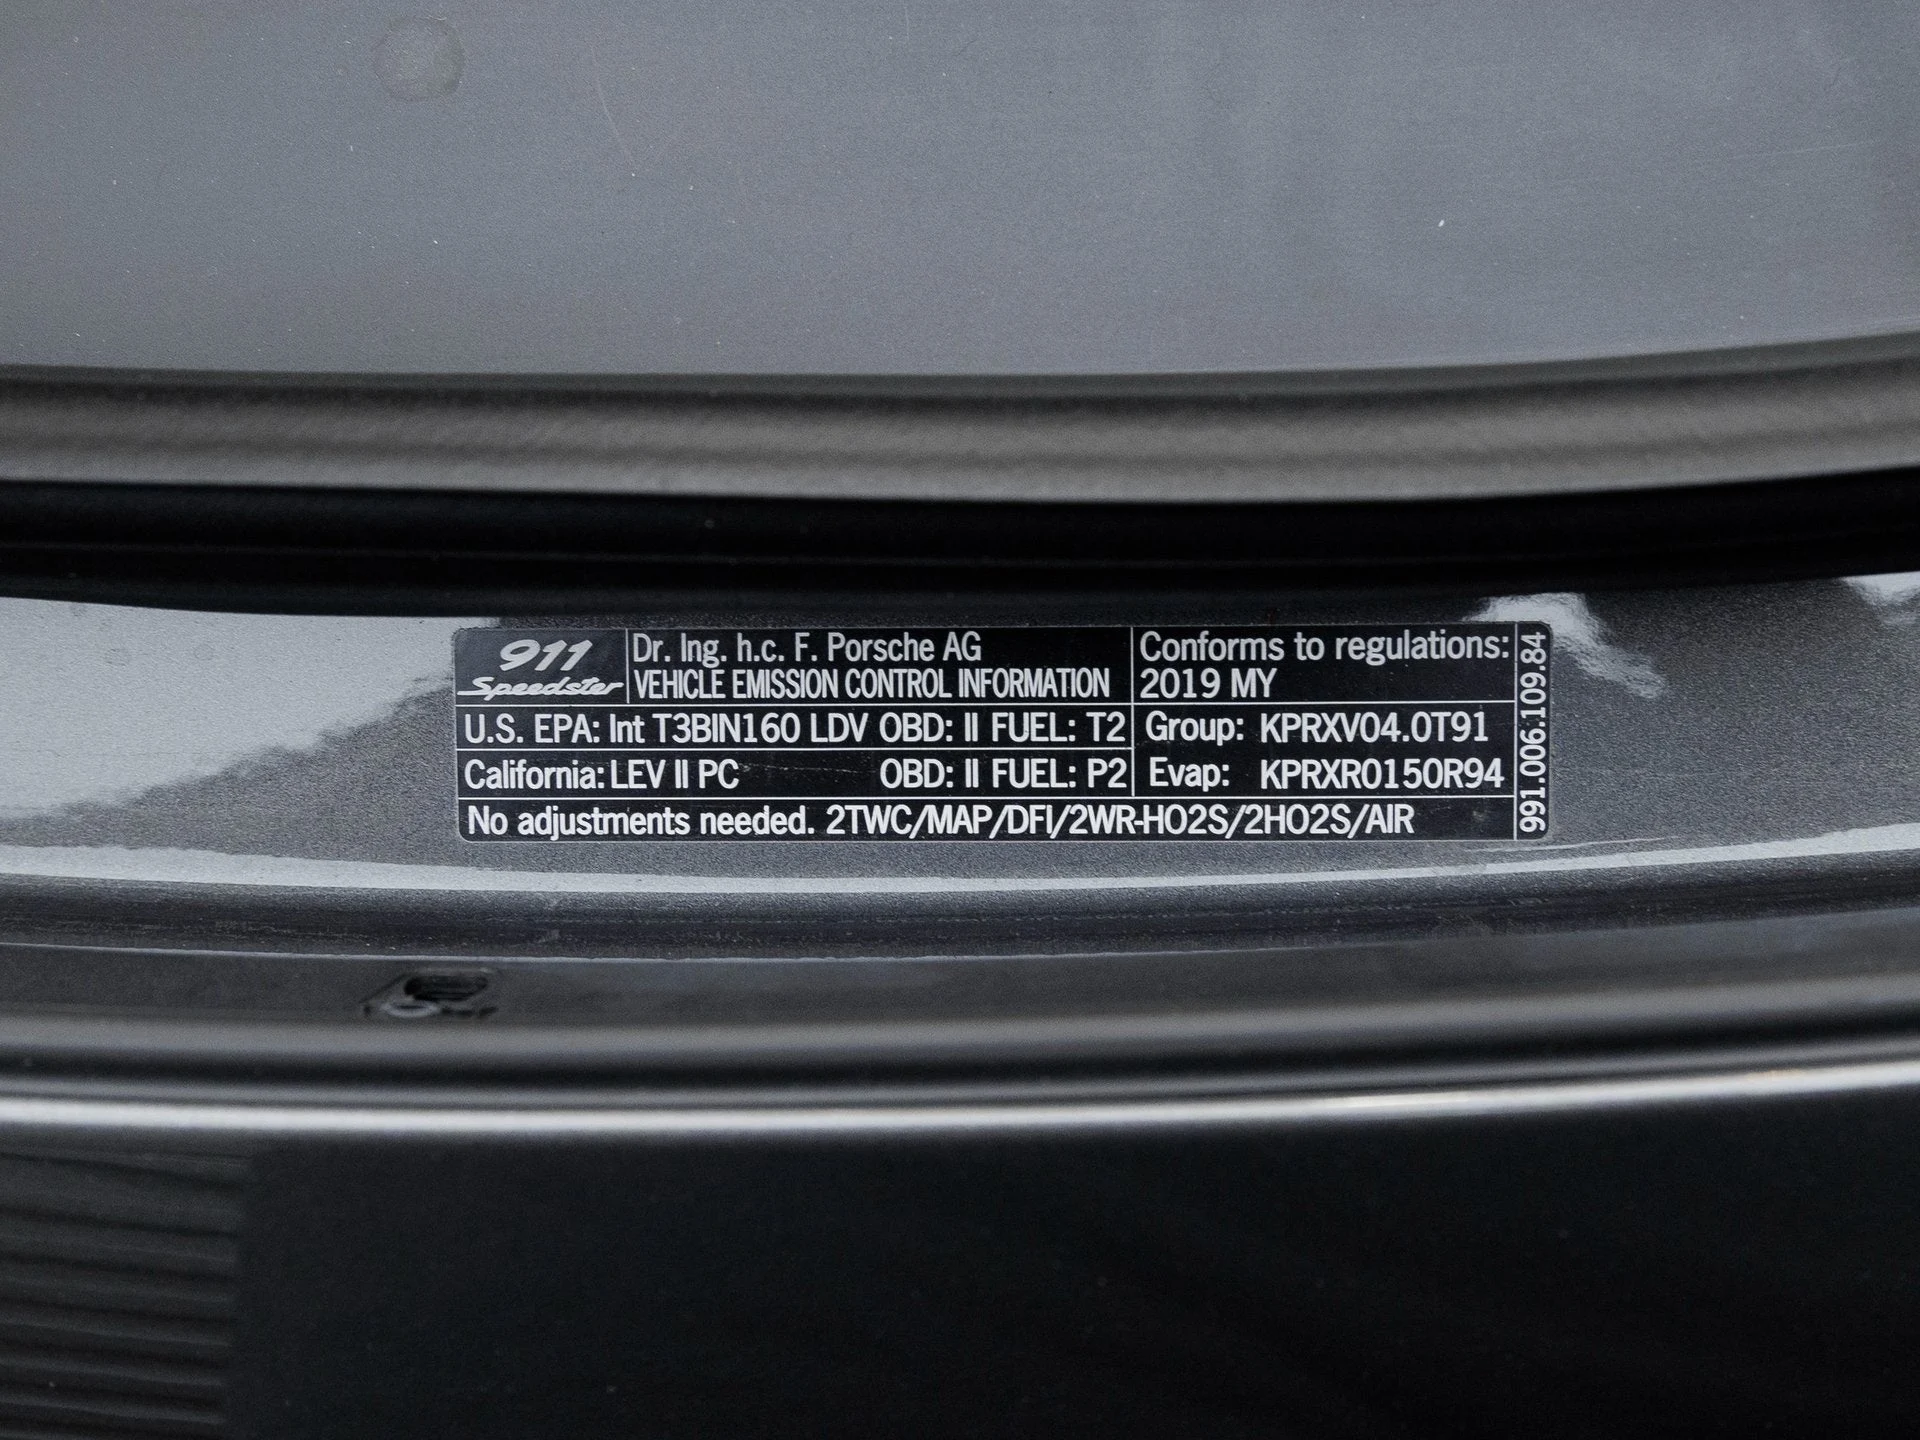 911 Speedster
Dr. Ing. h.c. F. Porsche AG
VEHICLE EMISSION CONTROL INFORMATION
Conforms to regulations:
2019 MY
U.S. EPA: Int T3BIN160 LDV OBD: II FUEL: T2
Group: KPRXV04.0T91
California: LEV II PC OBD: II FUEL: P2
Evap: KPRXR0150R94
No adjustments needed. 2TWC/MAP/DFI/2WR-HO2S/2HO2S/AIR
991.006.109.84